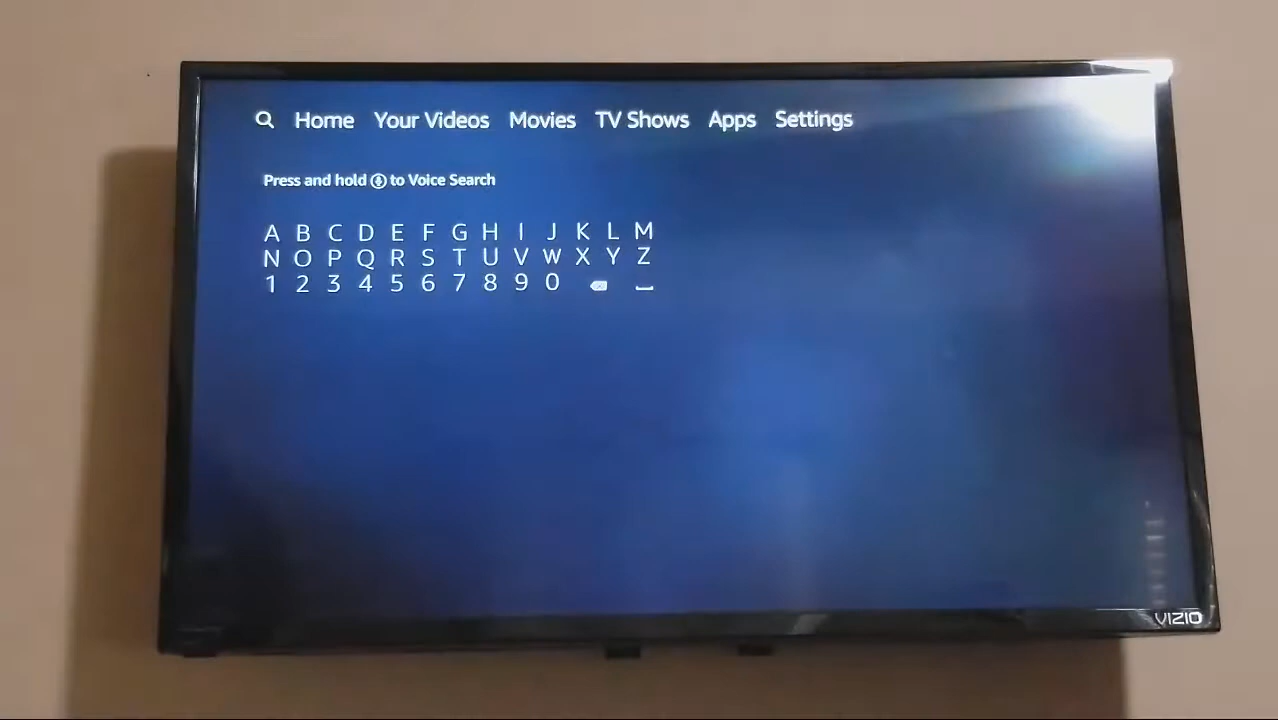 Home Your Videos Movies TV Shows Apps Settings
Press and hold to Voice Search
A B C D E F G H I J K L M
N O P Q R S T U V W X Y Z
1 2 3 4 5 6 7 8 9 0
VIZIO